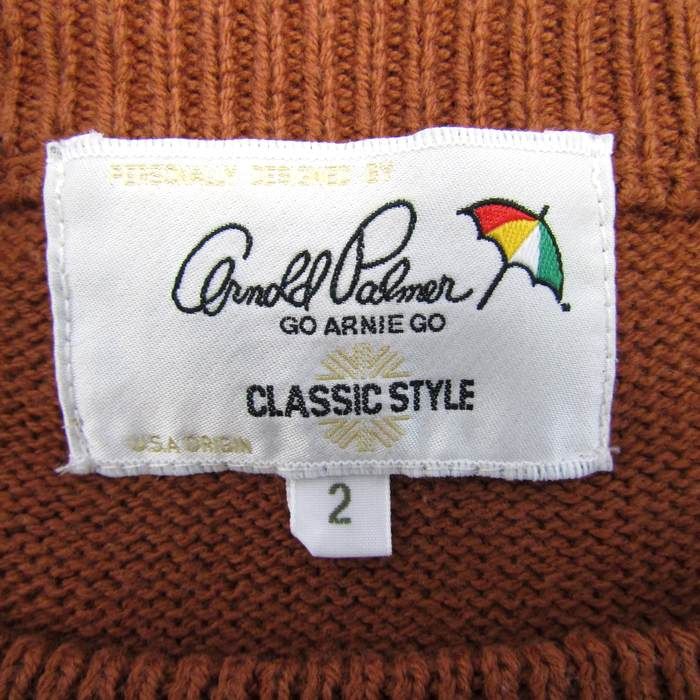 PERSONALLY DESIGNED BY
Arnold Palmer
GO ARNIE GO
CLASSIC STYLE
U.S.A ORIGIN
2